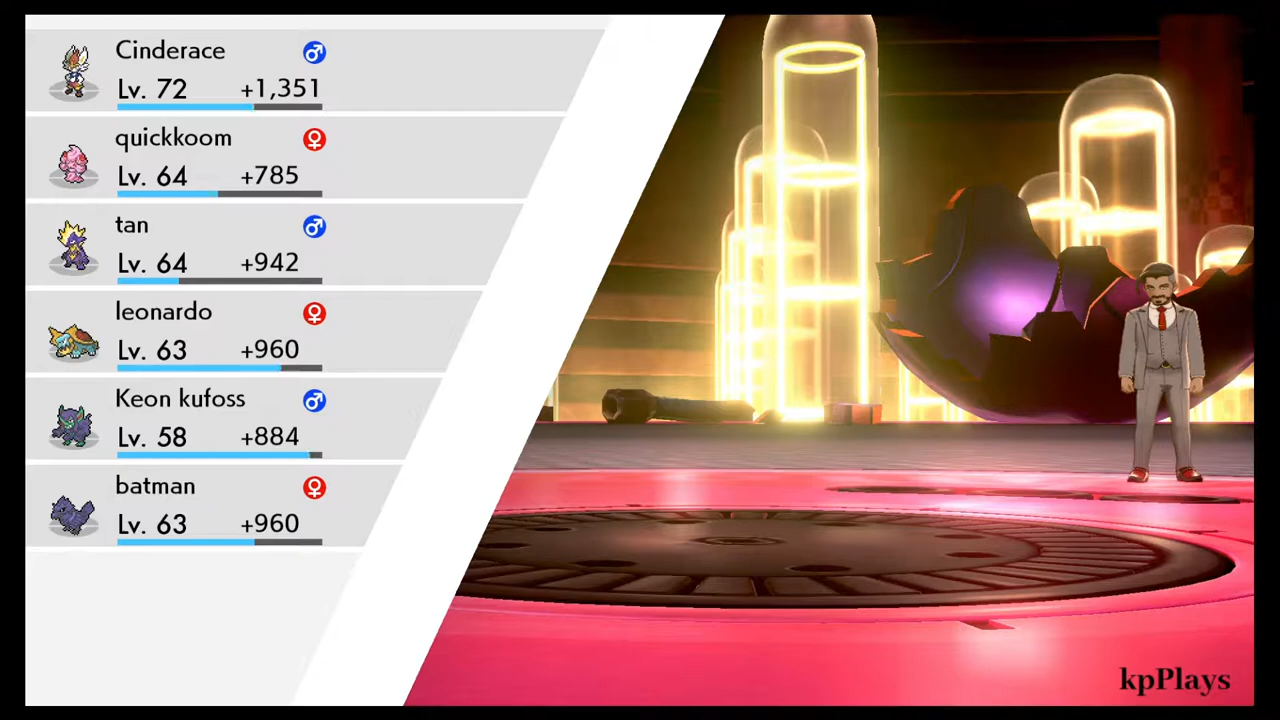 Cinderace ♂
Lv. 72 +1,351
quickkoom ♀
Lv. 64 +785
tan ♂
Lv. 64 +942
leonardo ♀
Lv. 63 +960
Keon kufoss ♂
Lv. 58 +884
batman ♀
Lv. 63 +960
kpPlays